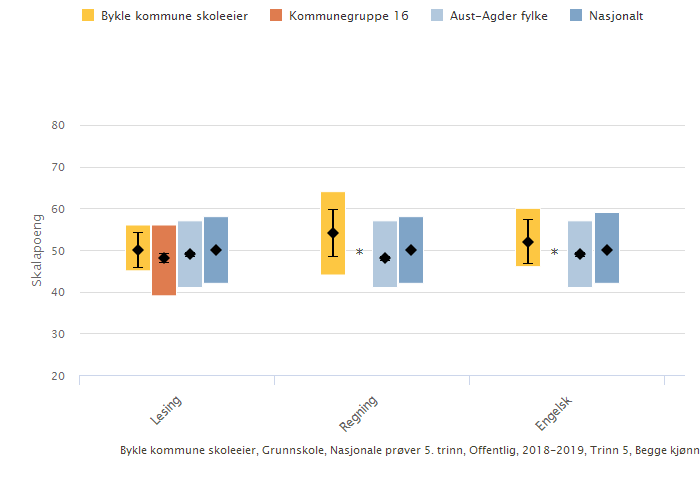 Bykle kommune skoleeier Kommunegruppe 16 Aust-Agder fylke Nasjonalt
80
70
60
50
40
30
20
Skalapoeng
* *
Lesing Regning Engelsk
Bykle kommune skoleeier, Grunnskole, Nasjonale prøver 5. trinn, Offentlig, 2018-2019, Trinn 5, Begge kjønn